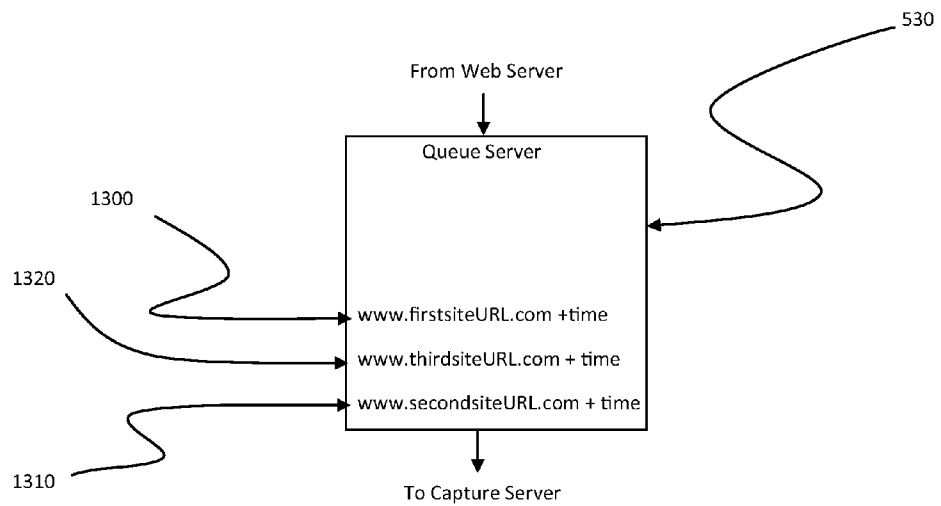 530
From Web Server
Queue Server
1300
1320
www.firstsiteURL.com +time
www.thirdsiteURL.com + time
www.secondsiteURL.com + time
1310
To Capture Server